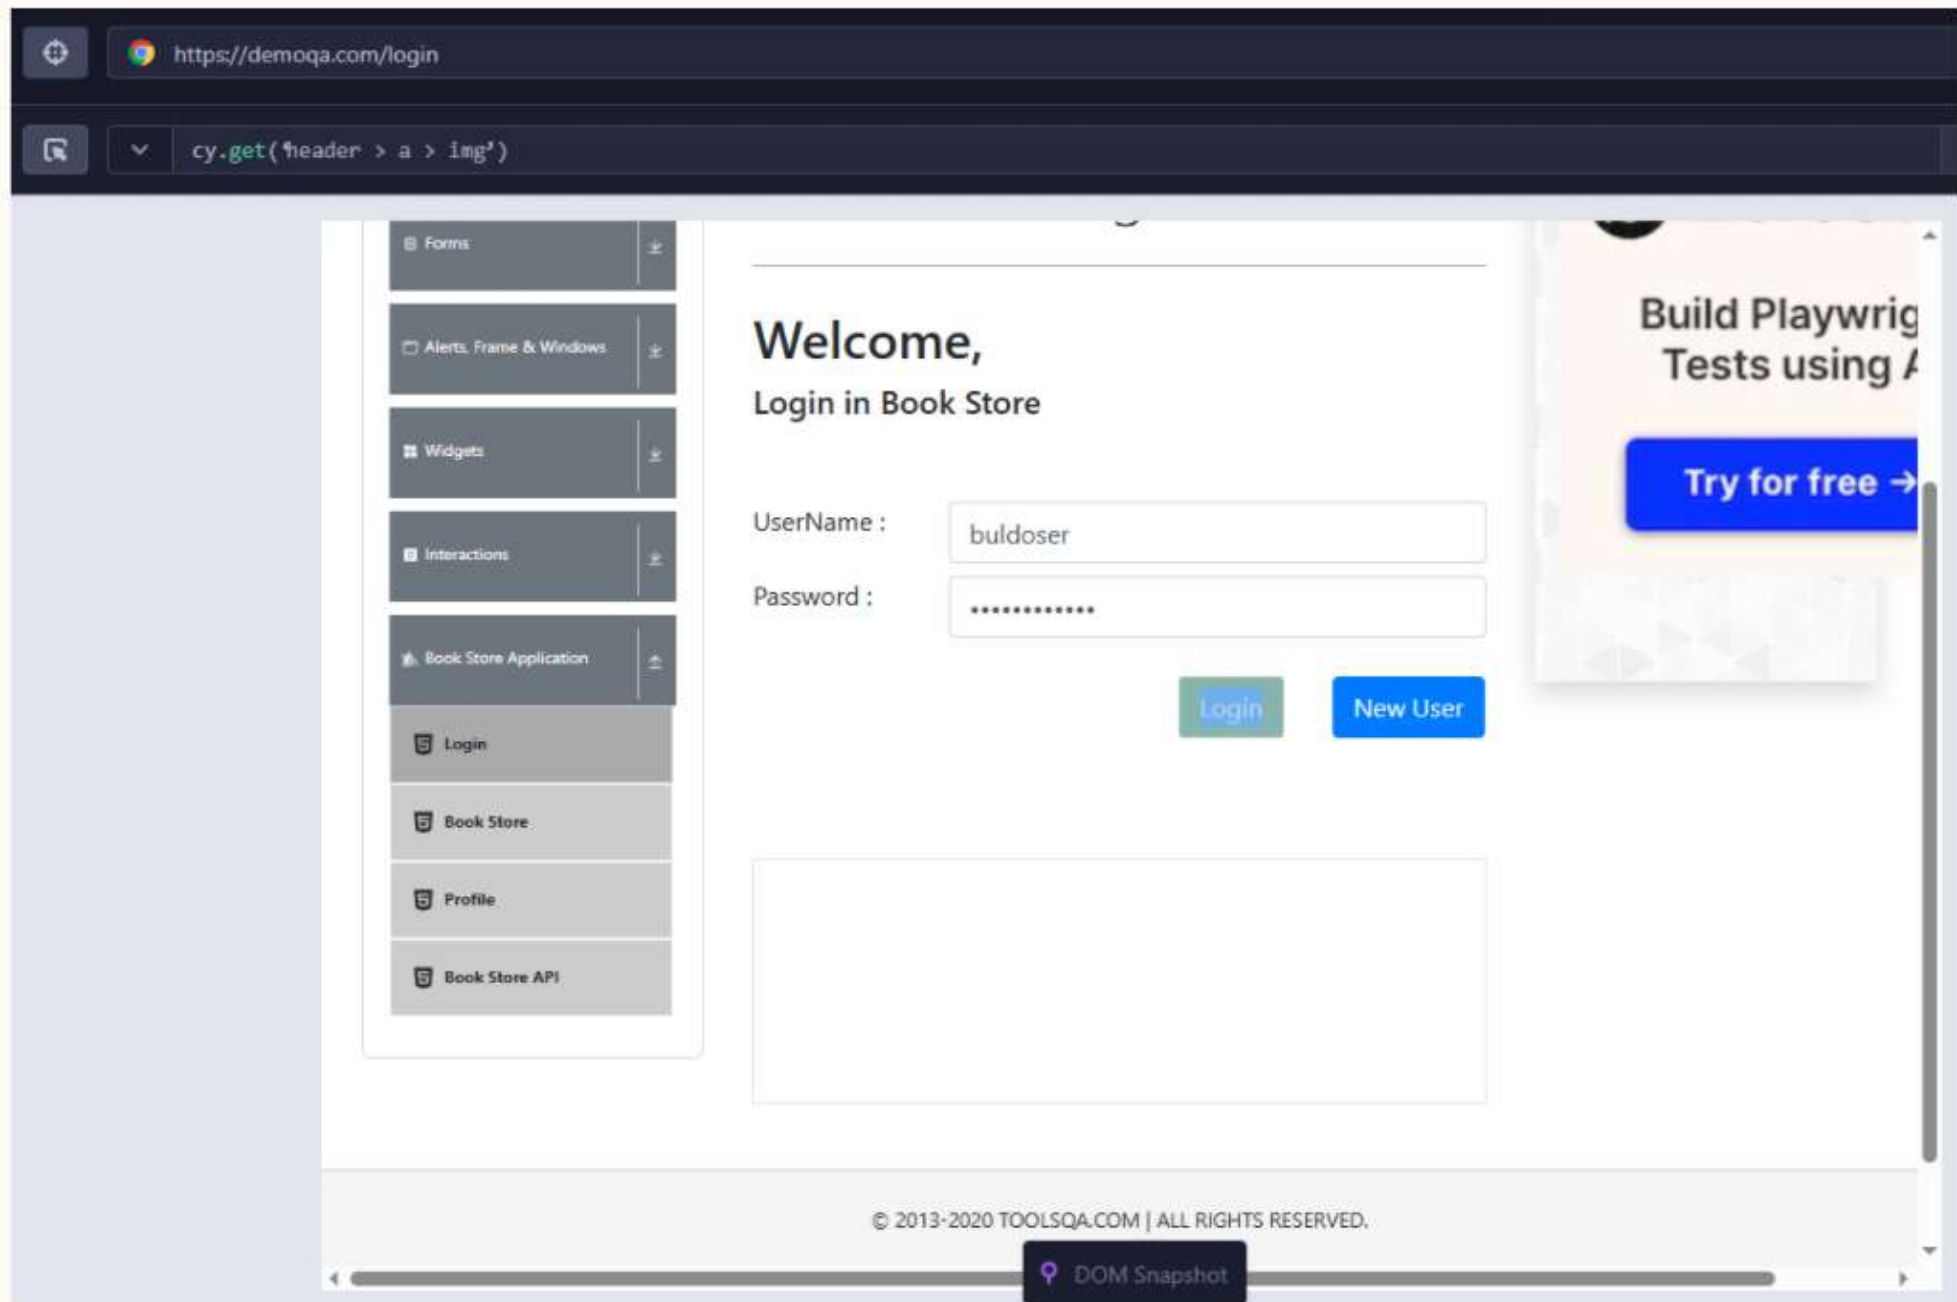 https://demoqa.com/login
cy.get('header > a > img')
Forms
Alerts, Frame & Windows
Widgets
Interactions
Book Store Application
Login
Book Store
Profile
Book Store API
Welcome,
Login in Book Store
UserName :
buldoser
Password :
••••••••••••
Login
New User
Build Playwrig
Tests using A
Try for free →
© 2013-2020 TOOLSQA.COM | ALL RIGHTS RESERVED.
DOM Snapshot